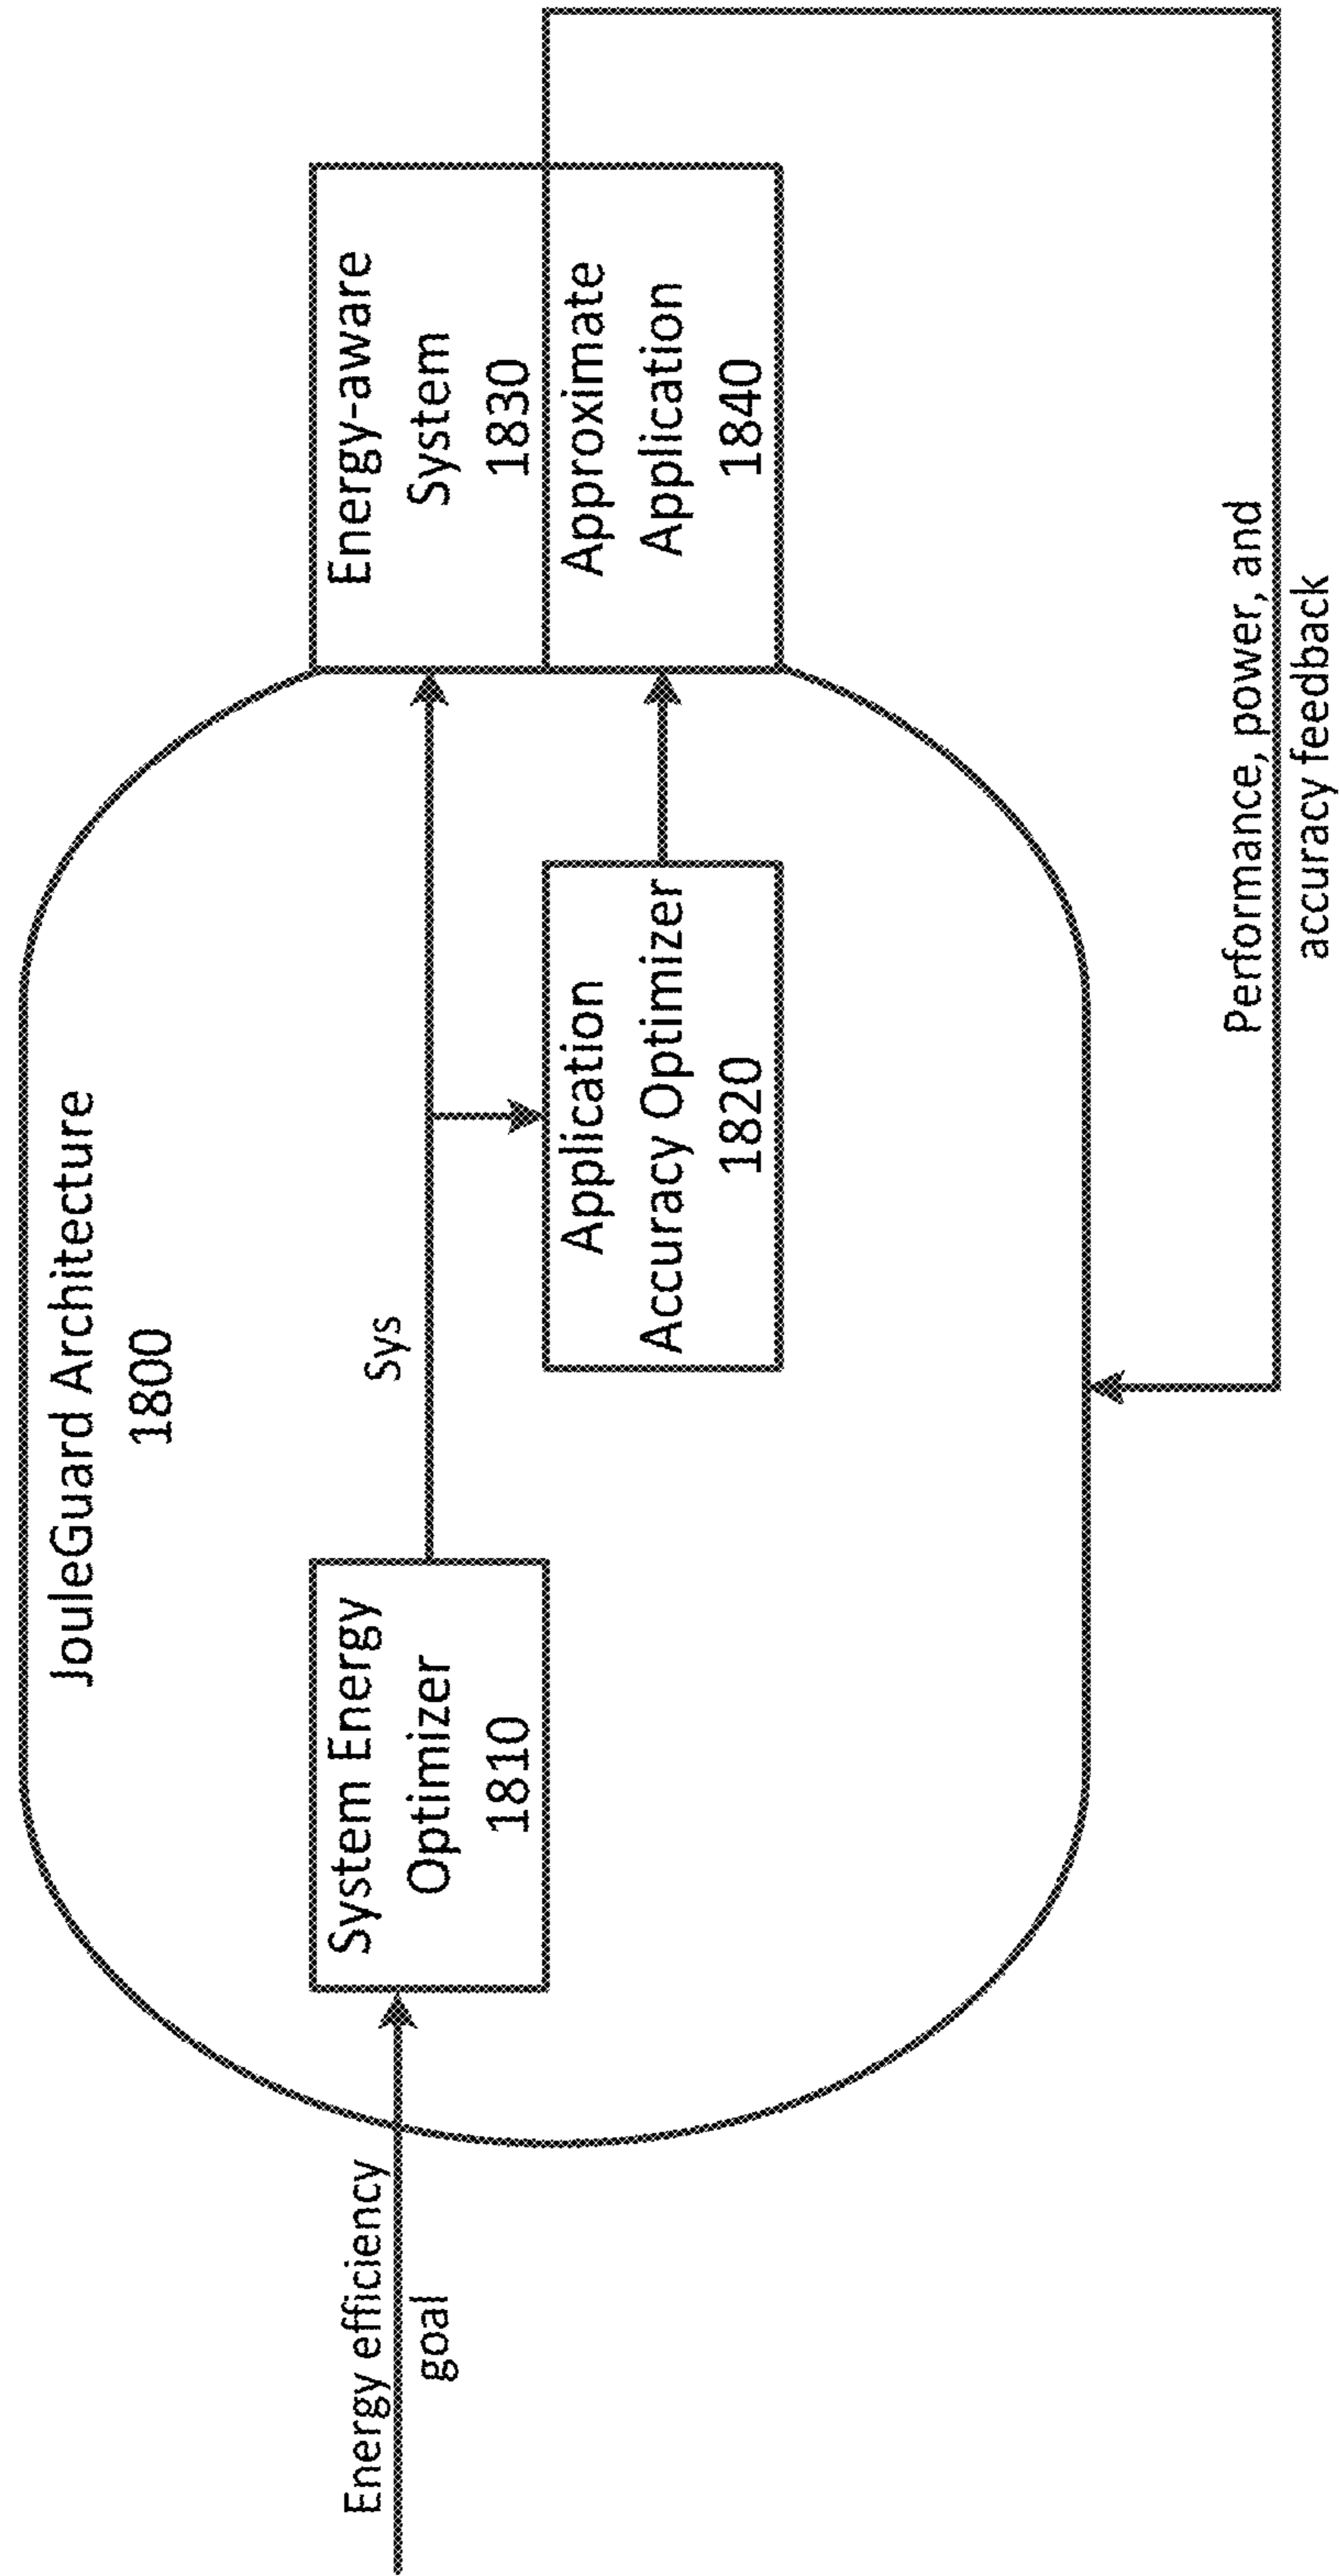 JouleGuard Architecture
1800
Energy efficiency
goal
System Energy
Optimizer
1810
Sys
Application
Accuracy Optimizer
1820
Energy-aware
System
1830
Approximate
Application
1840
Performance, power, and
accuracy feedback